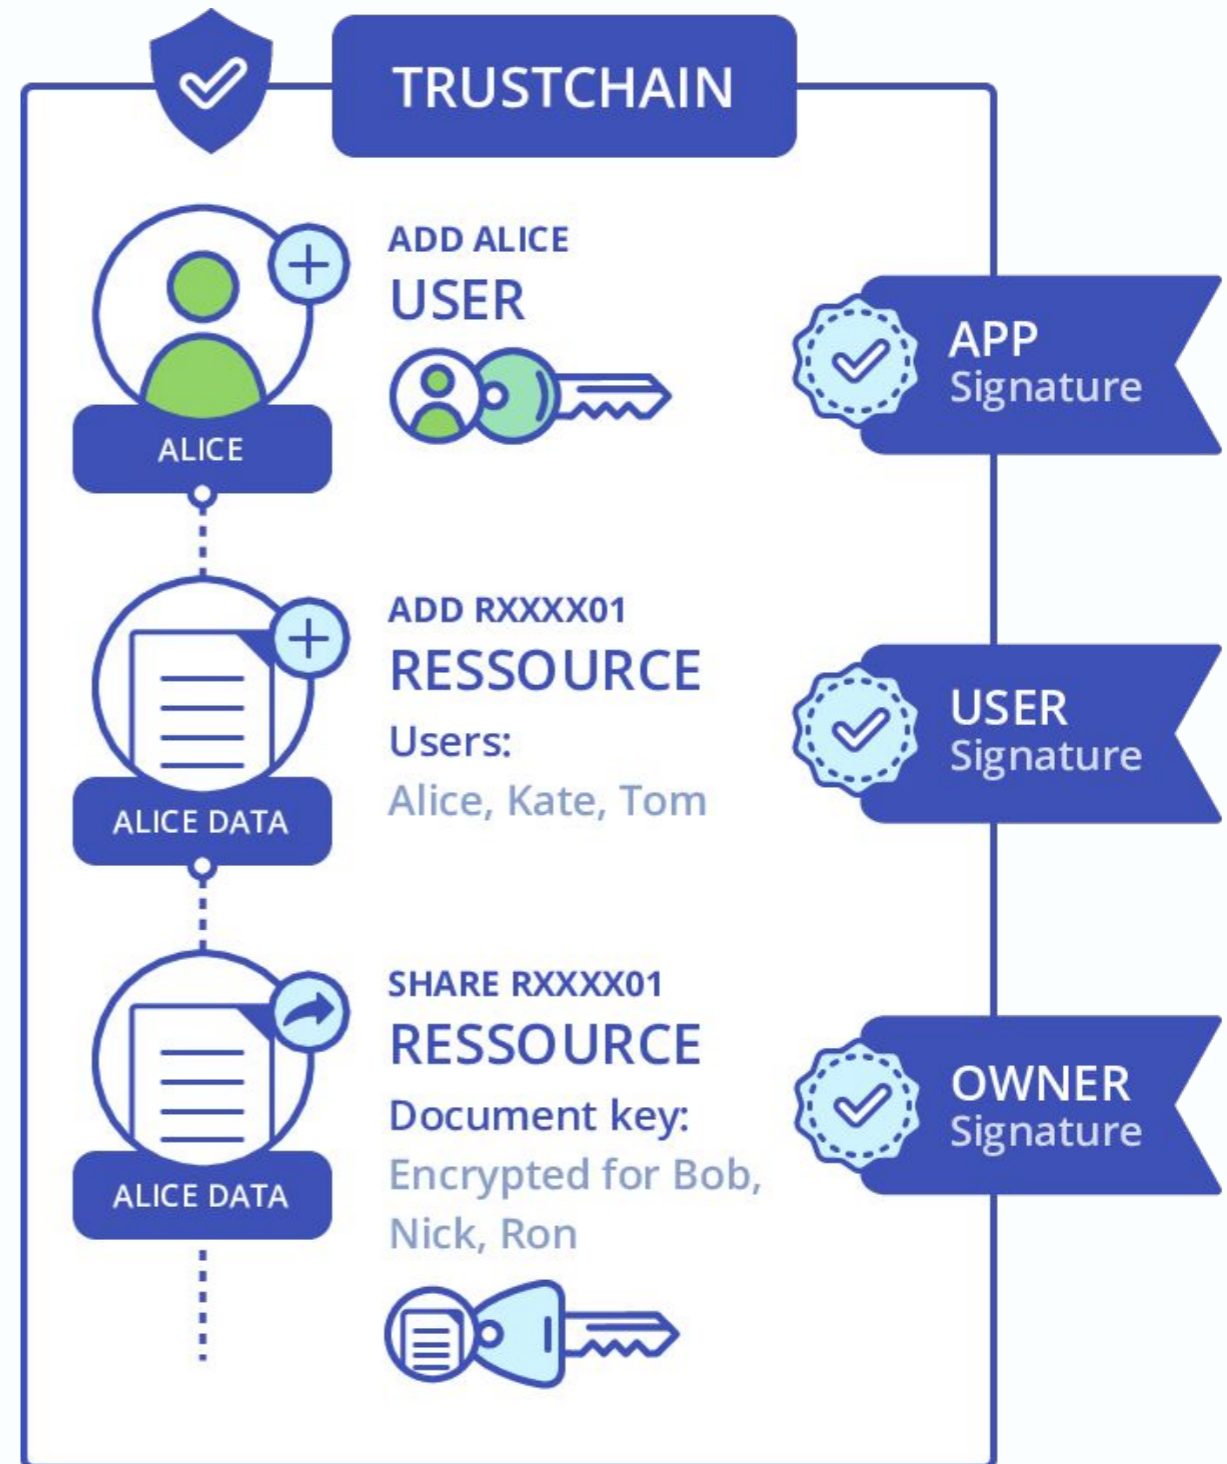 TRUSTCHAIN
ADD ALICE
USER
ALICE
APP
Signature
ADD RXXXX01
RESSOURCE
Users:
Alice, Kate, Tom
ALICE DATA
USER
Signature
SHARE RXXXX01
RESSOURCE
Document key:
Encrypted for Bob,
Nick, Ron
ALICE DATA
OWNER
Signature